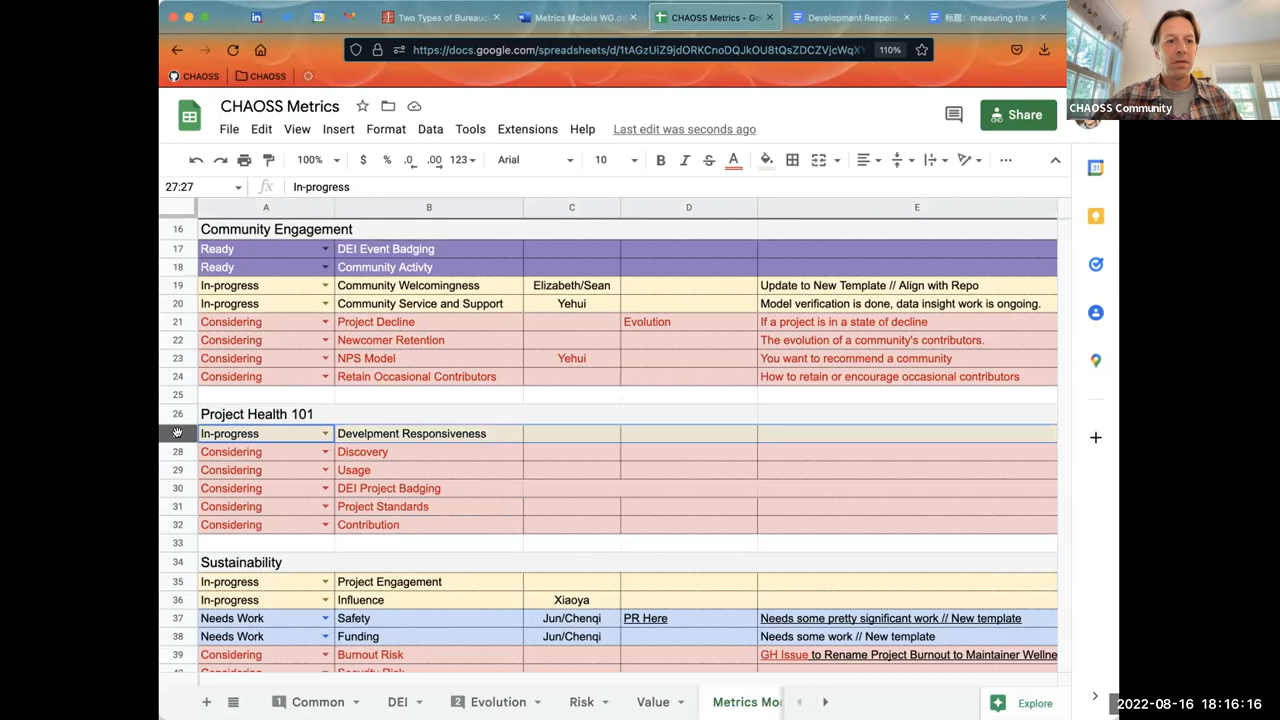 Two Types of Bureau
Metrics Models WG.d
CHAOSS Metrics - Go
Development Respon
标题: measuring the a
https://docs.google.com/spreadsheets/d/1tAGzUiZ9jdORKCnoDQJkOU8tQsZDCZVjcWqX
110%
CHAOSS
CHAOSS
CHAOSS Community
CHAOSS Metrics
Share
File Edit View Insert Format Data Tools Extensions Help Last edit was seconds ago
100% $ % .0 .00 123 Arial 10 B I S A
27:27 fx In-progress
A B C D E
16 Community Engagement
17 Ready DEI Event Badging
18 Ready Community Activty
19 In-progress Community Welcomingness Elizabeth/Sean Update to New Template // Align with Repo
20 In-progress Community Service and Support Yehui Model verification is done, data insight work is ongoing.
21 Considering Project Decline Evolution If a project is in a state of decline
22 Considering Newcomer Retention The evolution of a community's contributors.
23 Considering NPS Model Yehui You want to recommend a community
24 Considering Retain Occasional Contributors How to retain or encourage occasional contributors
25
26 Project Health 101
In-progress Develpment Responsiveness
28 Considering Discovery
29 Considering Usage
30 Considering DEI Project Badging
31 Considering Project Standards
32 Considering Contribution
33
34 Sustainability
35 In-progress Project Engagement
36 In-progress Influence Xiaoya
37 Needs Work Safety Jun/Chenqi PR Here Needs some pretty significant work // New template
38 Needs Work Funding Jun/Chenqi Needs some work // New template
39 Considering Burnout Risk GH Issue to Rename Project Burnout to Maintainer Wellne
Considering Security Risk
1 Common DEI 2 Evolution Risk Value Metrics Mo
Explore
2022-08-16 18:16:16